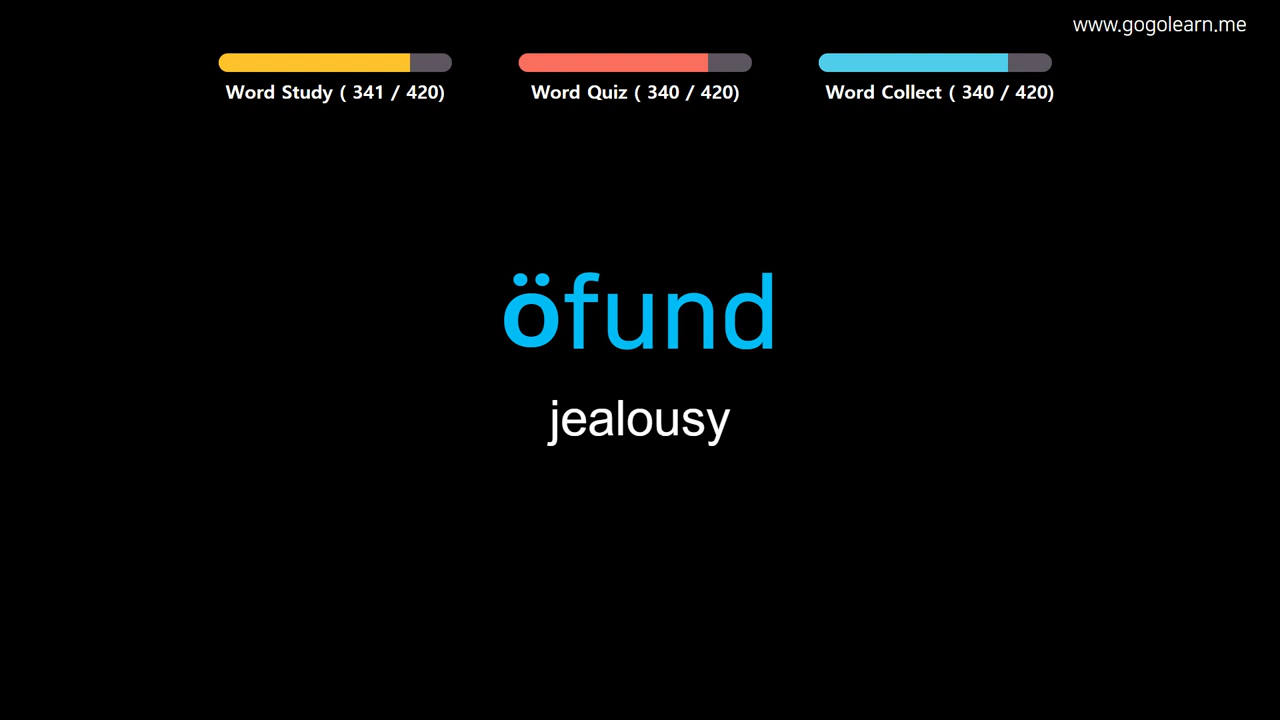 www.gogolearn.me
Word Study ( 341 / 420)
Word Quiz ( 340 / 420)
Word Collect ( 340 / 420)
öfund
jealousy